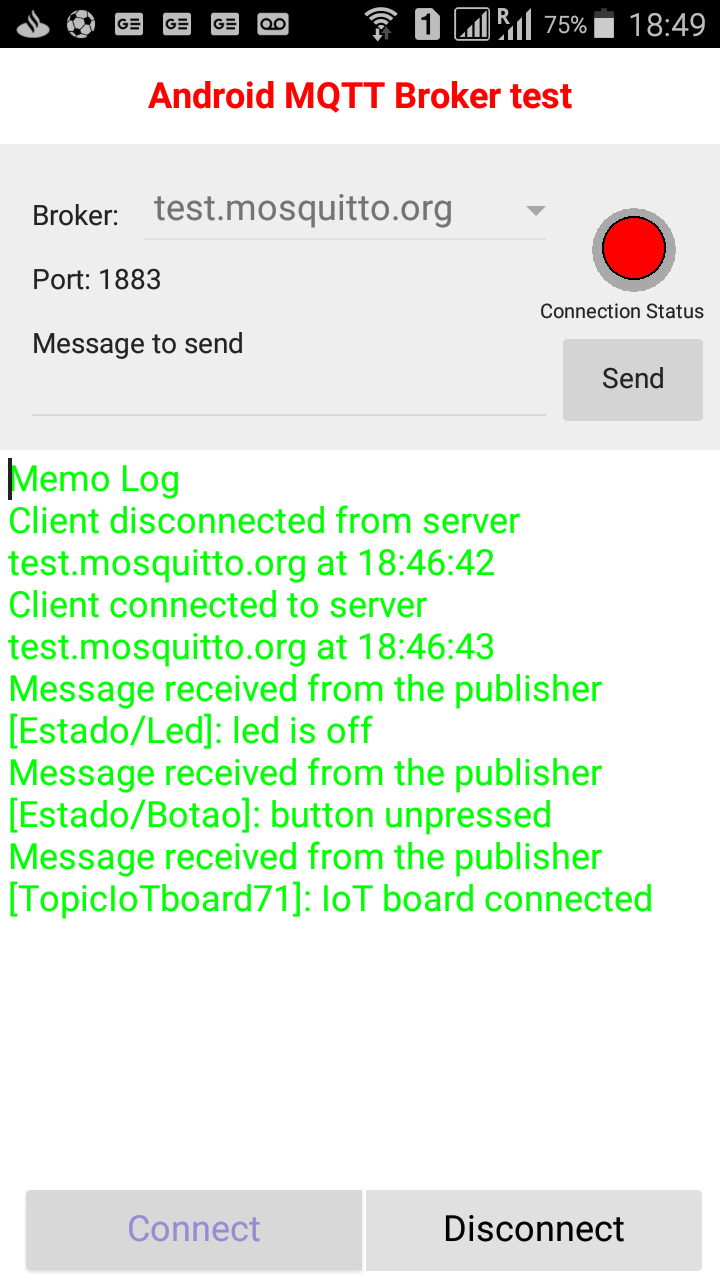 1 R 75% 18:49
Android MQTT Broker test
Broker: test.mosquitto.org
Port: 1883
Connection Status
Message to send
Send
Memo Log
Client disconnected from server
test.mosquitto.org at 18:46:42
Client connected to server
test.mosquitto.org at 18:46:43
Message received from the publisher
[Estado/Led]: led is off
Message received from the publisher
[Estado/Botao]: button unpressed
Message received from the publisher
[TopicIoTboard71]: IoT board connected
Connect Disconnect